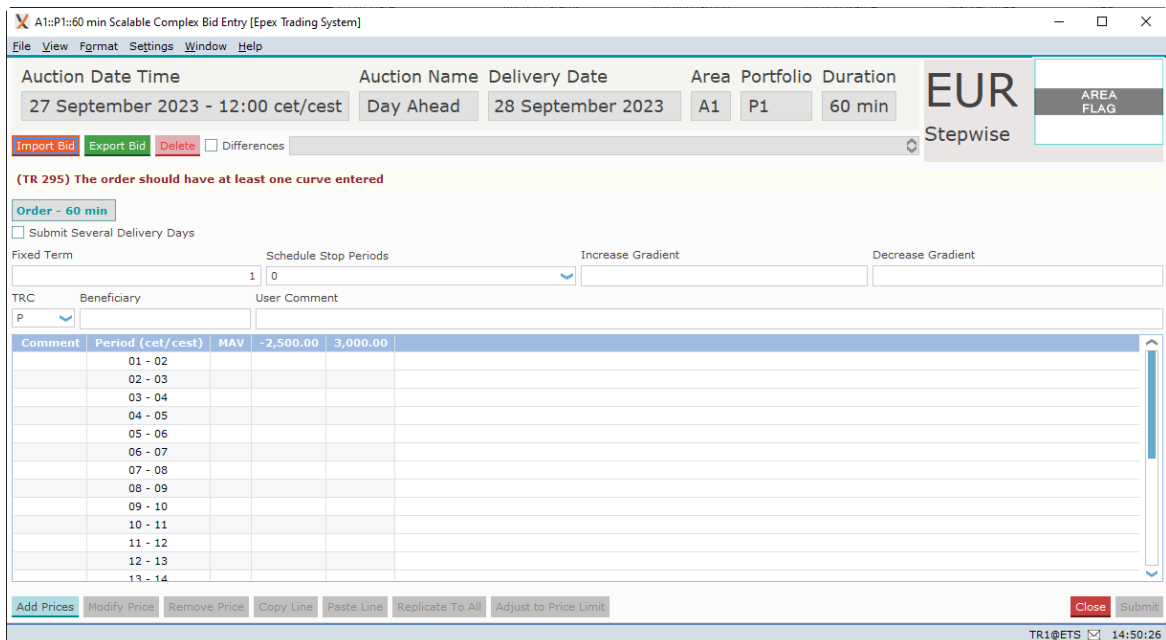 A1::P1::60 min Scalable Complex Bid Entry [Epex Trading System]
File View Format Settings Window Help
Auction Date Time Auction Name Delivery Date Area Portfolio Duration
27 September 2023 - 12:00 cet/cest Day Ahead 28 September 2023 A1 P1 60 min
EUR
Stepwise
AREA
FLAG
Import Bid Export Bid Delete Differences
(TR 295) The order should have at least one curve entered
Order - 60 min
Submit Several Delivery Days
Fixed Term Schedule Stop Periods Increase Gradient Decrease Gradient
1 0
TRC Beneficiary User Comment
P
Comment Period (cet/cest) MAV -2,500.00 3,000.00
01 - 02
02 - 03
03 - 04
04 - 05
05 - 06
06 - 07
07 - 08
08 - 09
09 - 10
10 - 11
11 - 12
12 - 13
13 - 14
Add Prices Modify Price Remove Price Copy Line Paste Line Replicate To All Adjust to Price Limit Close Submit
TR1@ETS 14:50:26